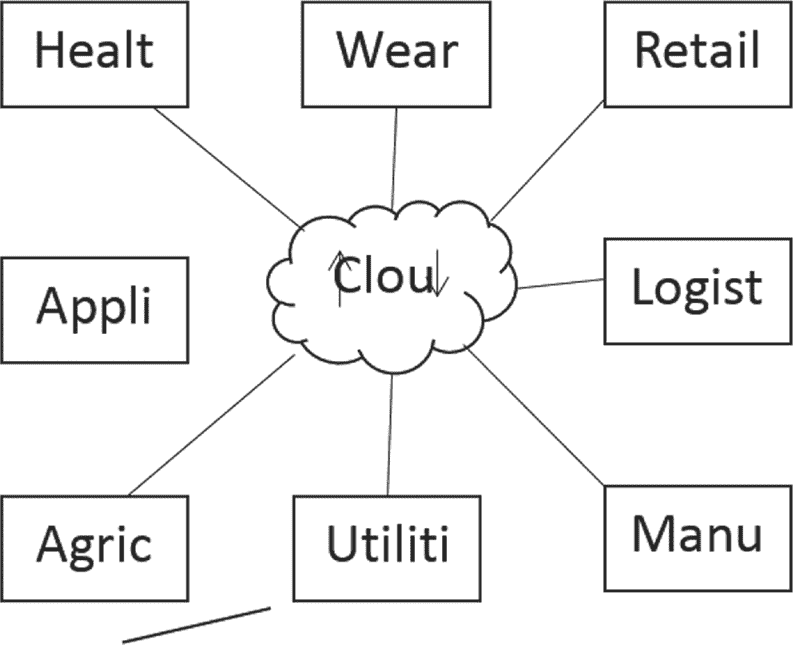 Healt
Wear
Retail
Clou
Appli
Logist
Agric
Utiliti
Manu